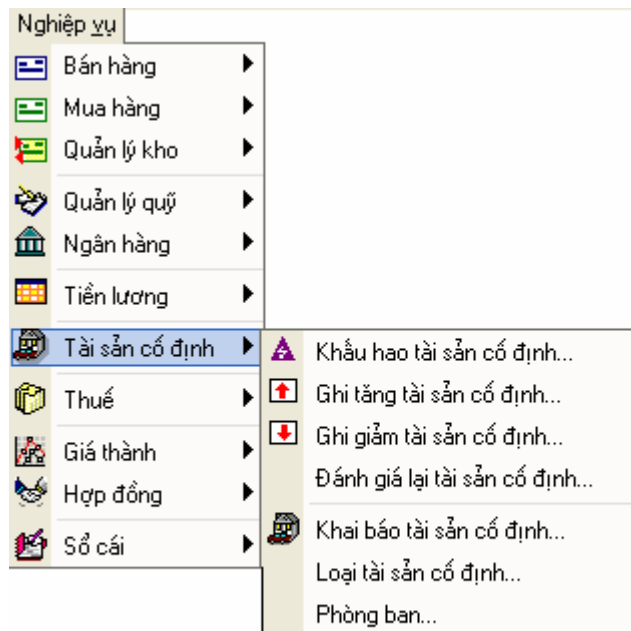 Nghiệp vụ
Bán hàng
Mua hàng
Quản lý kho
Quản lý quỹ
Ngân hàng
Tiền lương
Tài sản cố định
Khấu hao tài sản cố định...
Ghi tăng tài sản cố định...
Thuế
Ghi giảm tài sản cố định...
Giá thành
Đánh giá lại tài sản cố định...
Hợp đồng
Khai báo tài sản cố định...
Sổ cái
Loại tài sản cố định...
Phòng ban...